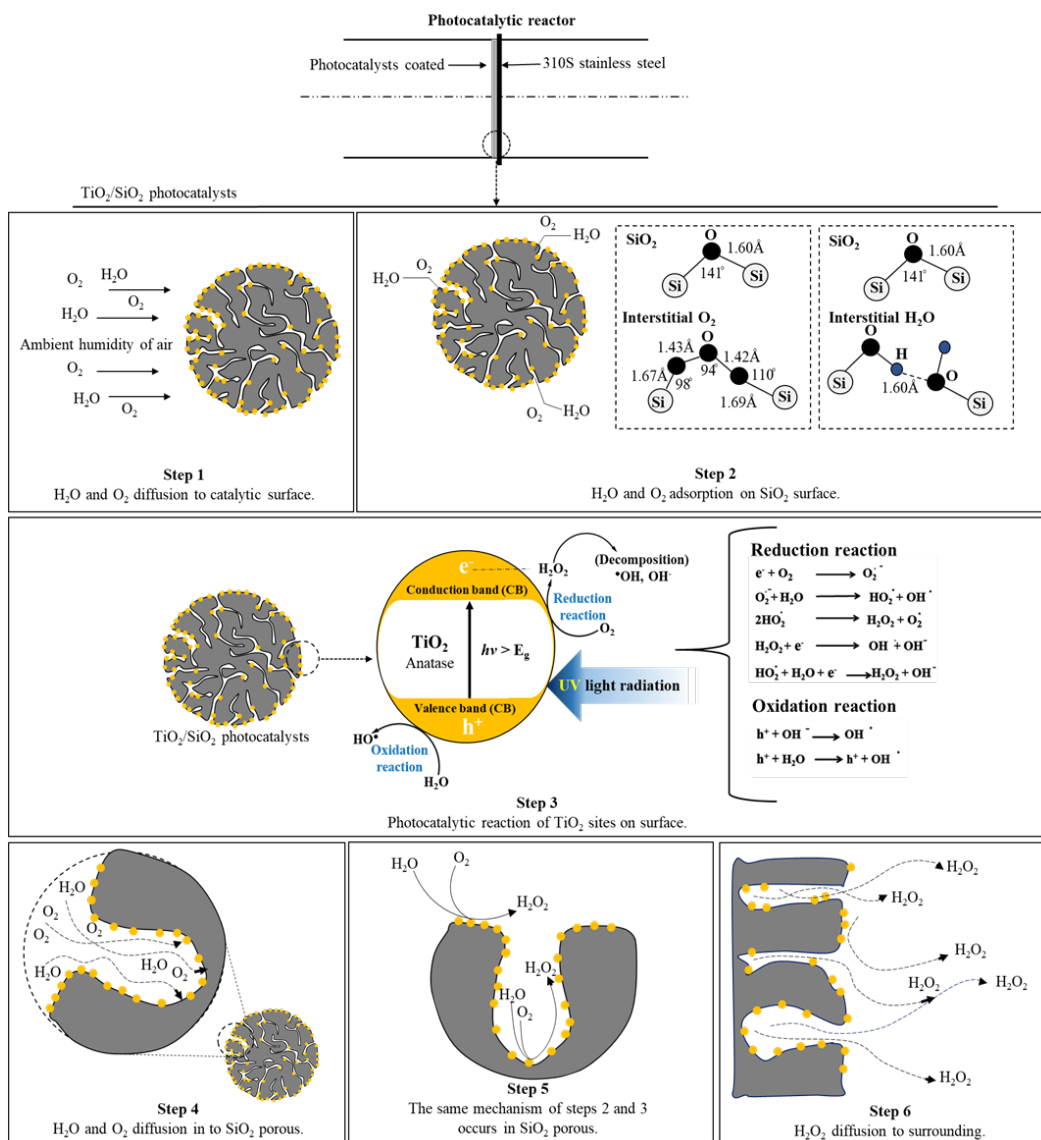 Photocatalytic reactor
Photocatalysts coated
310S stainless steel
TiO₂/SiO₂ photocatalysts
O₂ H₂O
O₂
H₂O
Ambient humidity of air
O₂
H₂O O₂
Step 1
H₂O and O₂ diffusion to catalytic surface.
O₂
H₂O
O₂
H₂O
O₂
H₂O
SiO₂
O
1.60Å
141°
Si
Si
Interstitial O₂
O
1.43Å
1.42Å
1.67Å
98°
94°
110°
1.69Å
Si
Si
SiO₂
O
1.60Å
141°
Si
Si
Interstitial H₂O
O
H
O
1.60Å
Si
Si
Step 2
H₂O and O₂ adsorption on SiO₂ surface.
TiO₂/SiO₂ photocatalysts
e⁻
Conduction band (CB)
TiO₂
Anatase
hv > E_g
Valence band (CB)
h⁺
H₂O₂
(Decomposition)
•OH, OH⁻
Reduction
reaction
O₂
UV light radiation
HO•
Oxidation
reaction
H₂O
Reduction reaction
e⁻ + O₂ → O₂•⁻
O₂•⁻ + H₂O → HO₂• + OH•
2HO₂• → H₂O₂ + O₂•
H₂O₂ + e⁻ → OH• + OH⁻
HO₂• + H₂O + e⁻ → H₂O₂ + OH⁻
Oxidation reaction
h⁺ + OH⁻ → OH•
h⁺ + H₂O → h⁺ + OH•
Step 3
Photocatalytic reaction of TiO₂ sites on surface.
H₂O
O₂
O₂
O₂
H₂O
H₂O
O₂
Step 4
H₂O and O₂ diffusion in to SiO₂ porous.
H₂O
O₂
H₂O₂
H₂O₂
H₂O
O₂
Step 5
The same mechanism of steps 2 and 3
occurs in SiO₂ porous.
H₂O₂
H₂O₂
H₂O₂
H₂O₂
H₂O₂
H₂O₂
Step 6
H₂O₂ diffusion to surrounding.